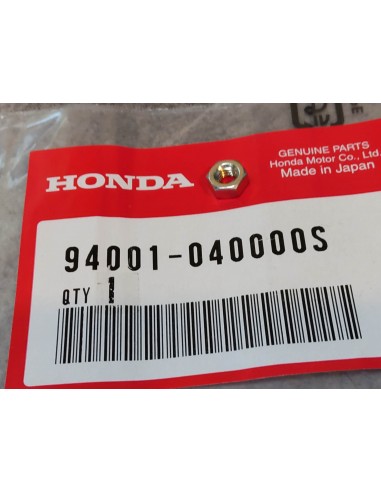 GENUINE PARTS
Honda Motor Co., Ltd.
Made in Japan
HONDA
94001-040000S
QTY 1